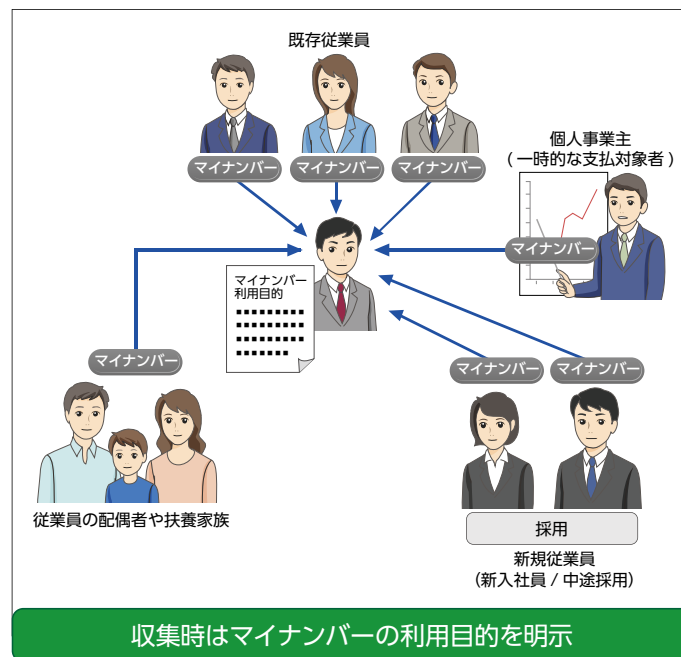 既存従業員
マイナンバー
マイナンバー
マイナンバー
個人事業主
(一時的な支払対象者)
マイナンバー
マイナンバー
利用目的
マイナンバー
従業員の配偶者や扶養家族
マイナンバー
マイナンバー
採用
新規従業員
(新入社員/中途採用)
収集時はマイナンバーの利用目的を明示